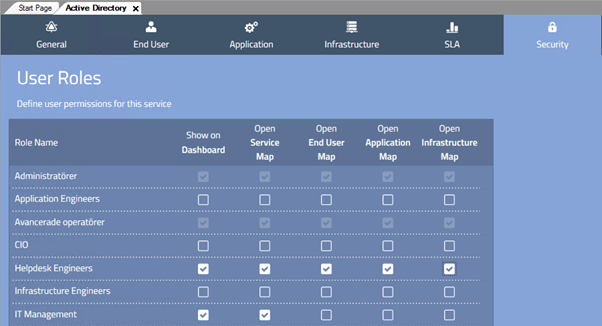 Start Page
Active Directory
General
End User
Application
Infrastructure
SLA
Security
User Roles
Define user permissions for this service
Role Name
Show on
Dashboard
Open
Service
Map
Open
End User
Map
Open
Application
Map
Open
Infrastructure
Map
Administratörer
Application Engineers
Avancerade operatörer
CIO
Helpdesk Engineers
Infrastructure Engineers
IT Management